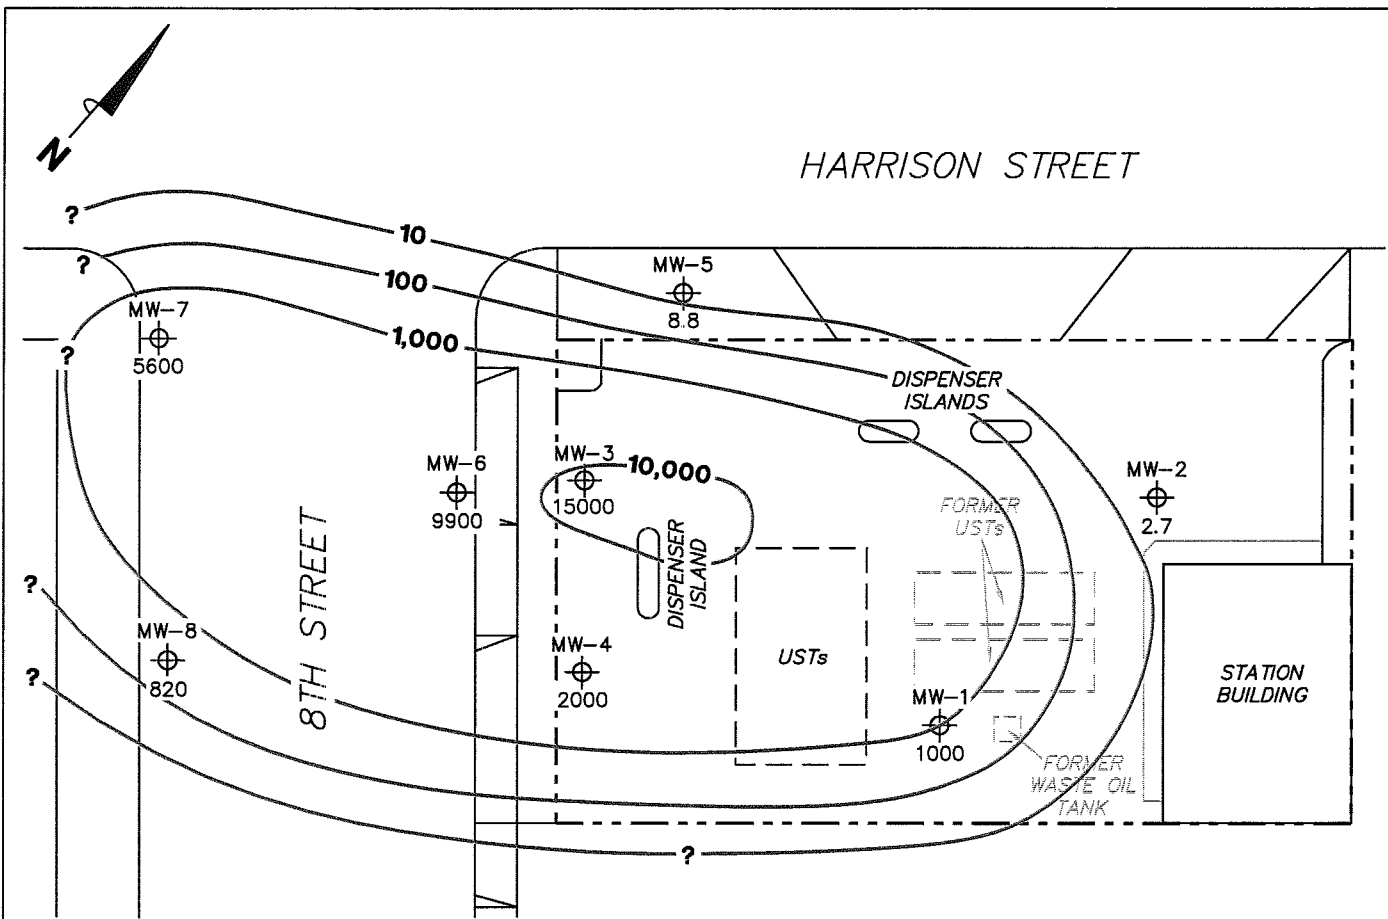 N
HARRISON STREET
?
10
?
100
MW-5
8.8
MW-7
5600
1,000
?
DISPENSER
ISLANDS
MW-6
9900
MW-3
15000
10,000
MW-2
2.7
FORMER
USTs
DISPENSER
ISLAND
8TH STREET
?
MW-8
820
?
MW-4
2000
USTs
MW-1
1000
STATION
BUILDING
FORMER
WASTE OIL
TANK
?